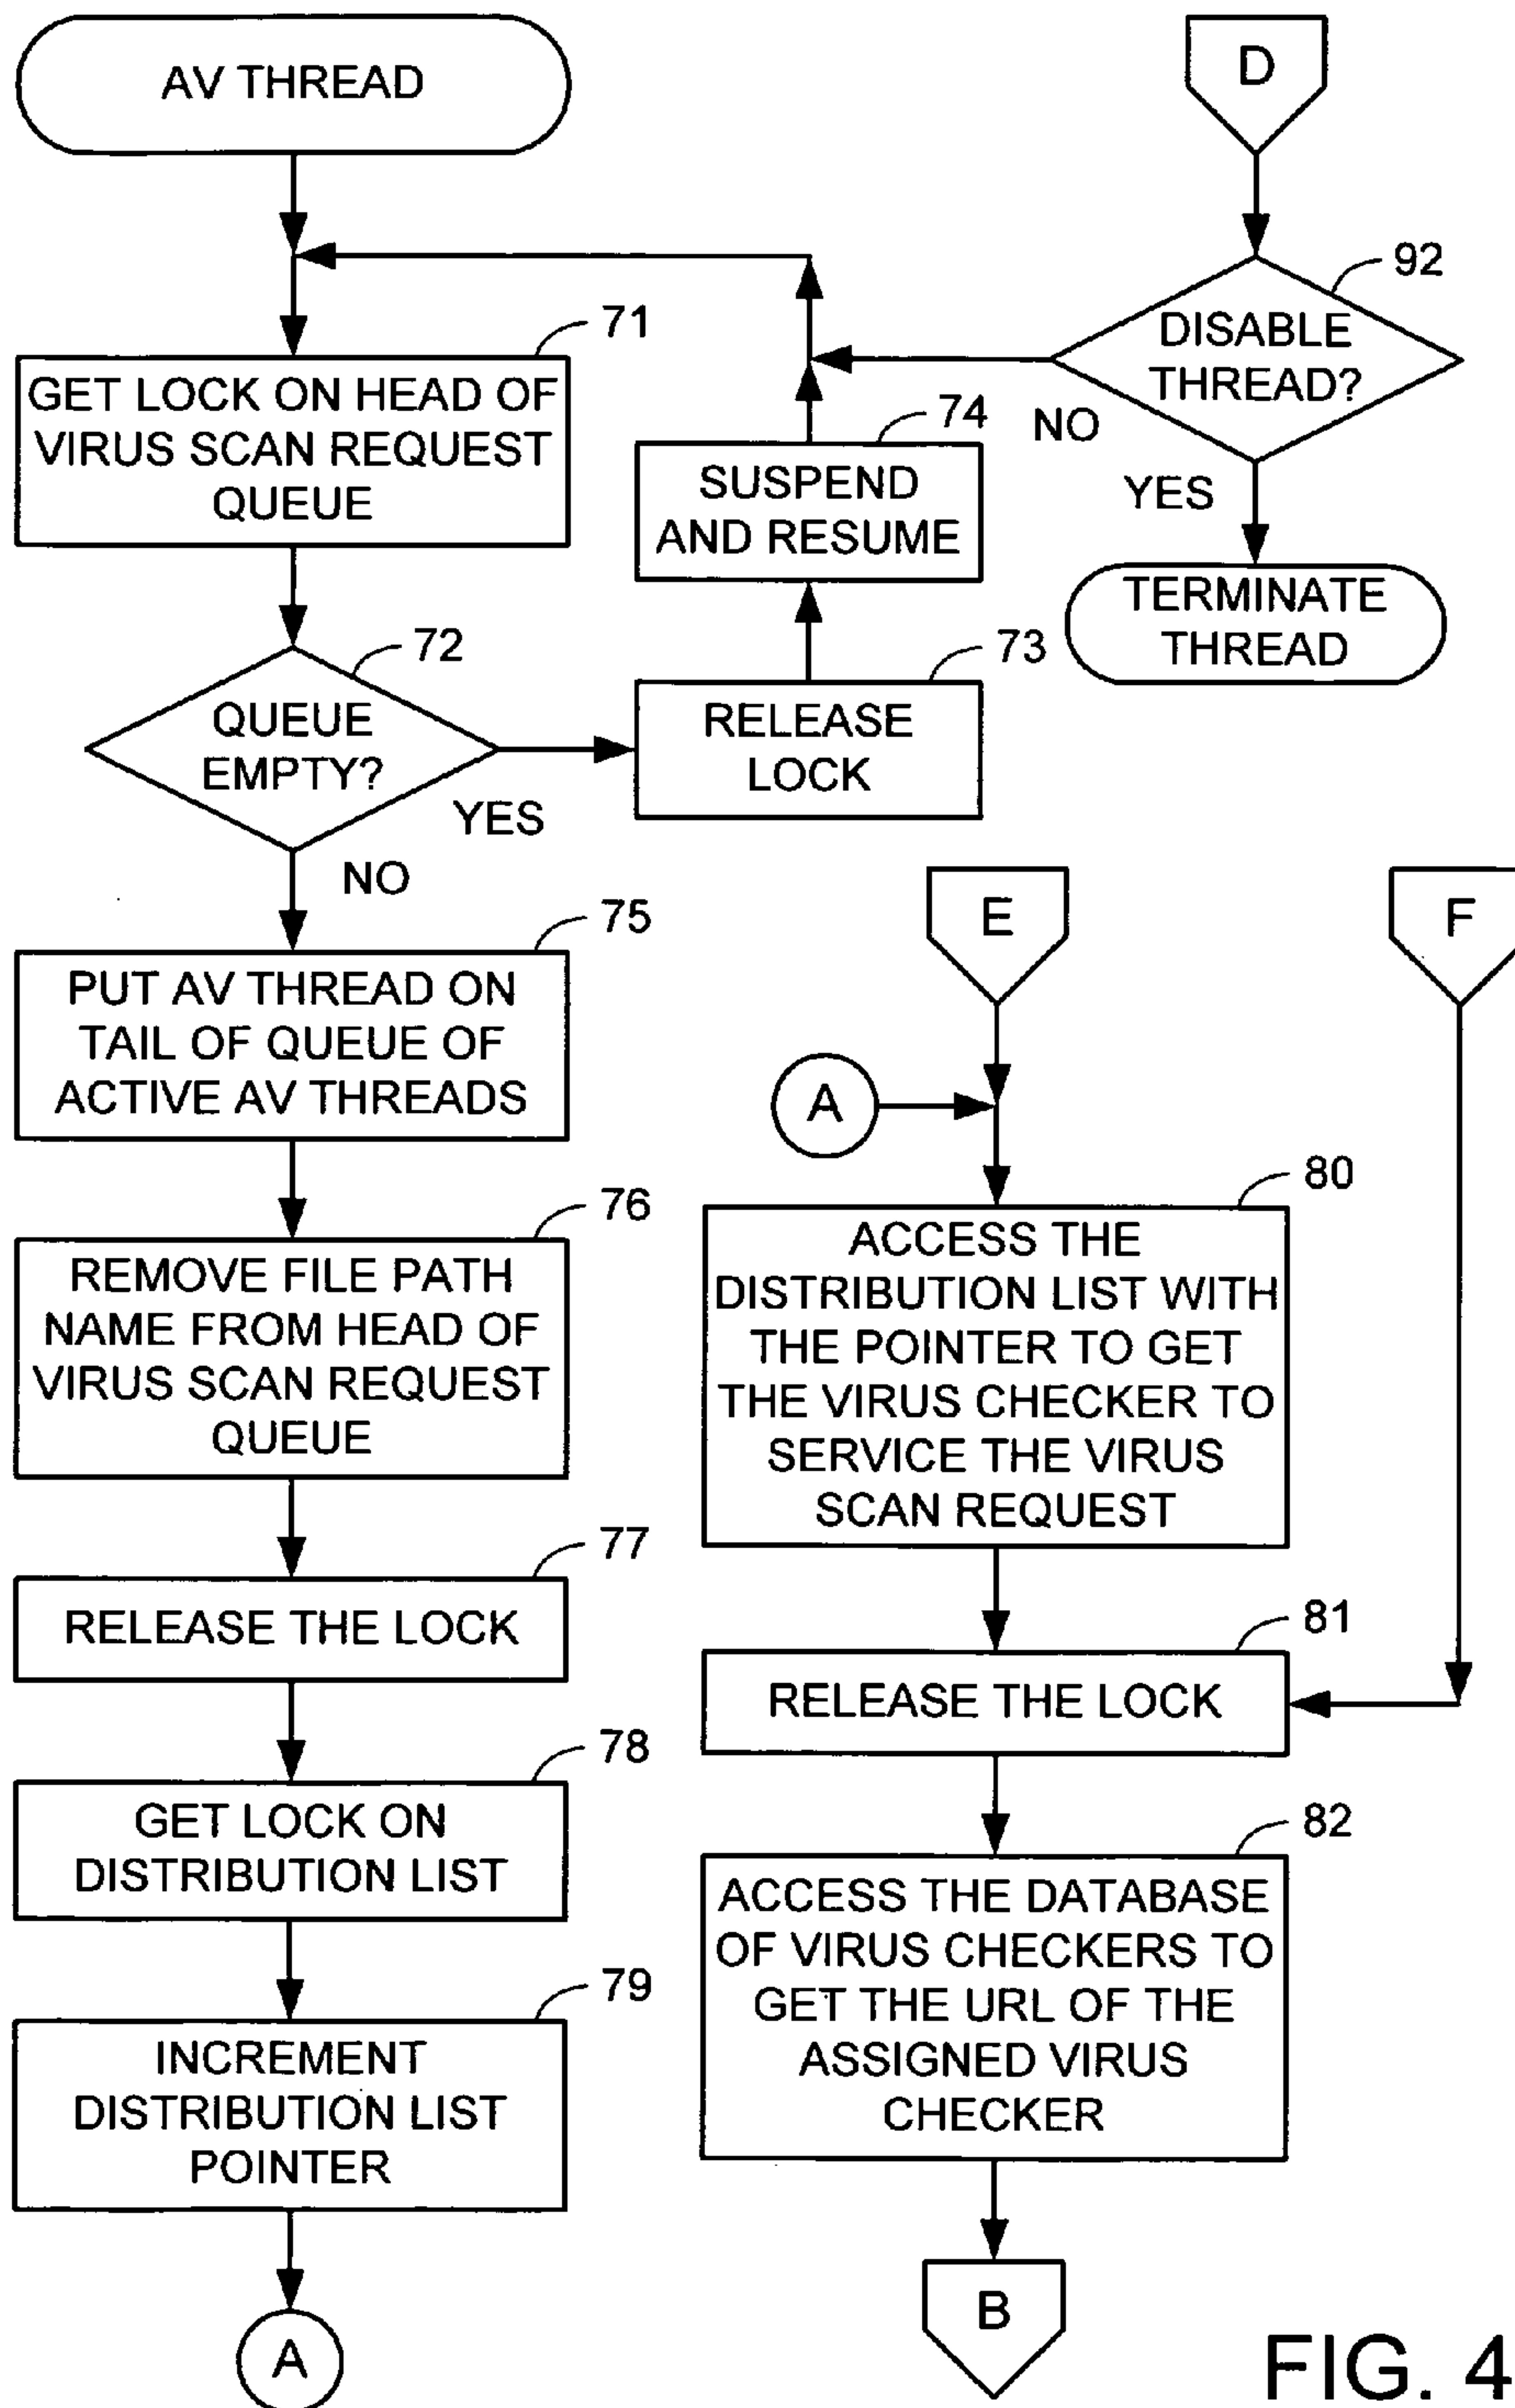 AV THREAD
71
GET LOCK ON HEAD OF
VIRUS SCAN REQUEST
QUEUE
72
QUEUE
EMPTY?
YES
NO
73
RELEASE
LOCK
74
SUSPEND
AND RESUME
D
92
DISABLE
THREAD?
NO
YES
TERMINATE
THREAD
75
PUT AV THREAD ON
TAIL OF QUEUE OF
ACTIVE AV THREADS
76
REMOVE FILE PATH
NAME FROM HEAD OF
VIRUS SCAN REQUEST
QUEUE
77
RELEASE THE LOCK
78
GET LOCK ON
DISTRIBUTION LIST
79
INCREMENT
DISTRIBUTION LIST
POINTER
A
E
F
A
80
ACCESS THE
DISTRIBUTION LIST WITH
THE POINTER TO GET
THE VIRUS CHECKER TO
SERVICE THE VIRUS
SCAN REQUEST
81
RELEASE THE LOCK
82
ACCESS THE DATABASE
OF VIRUS CHECKERS TO
GET THE URL OF THE
ASSIGNED VIRUS
CHECKER
B
FIG. 4